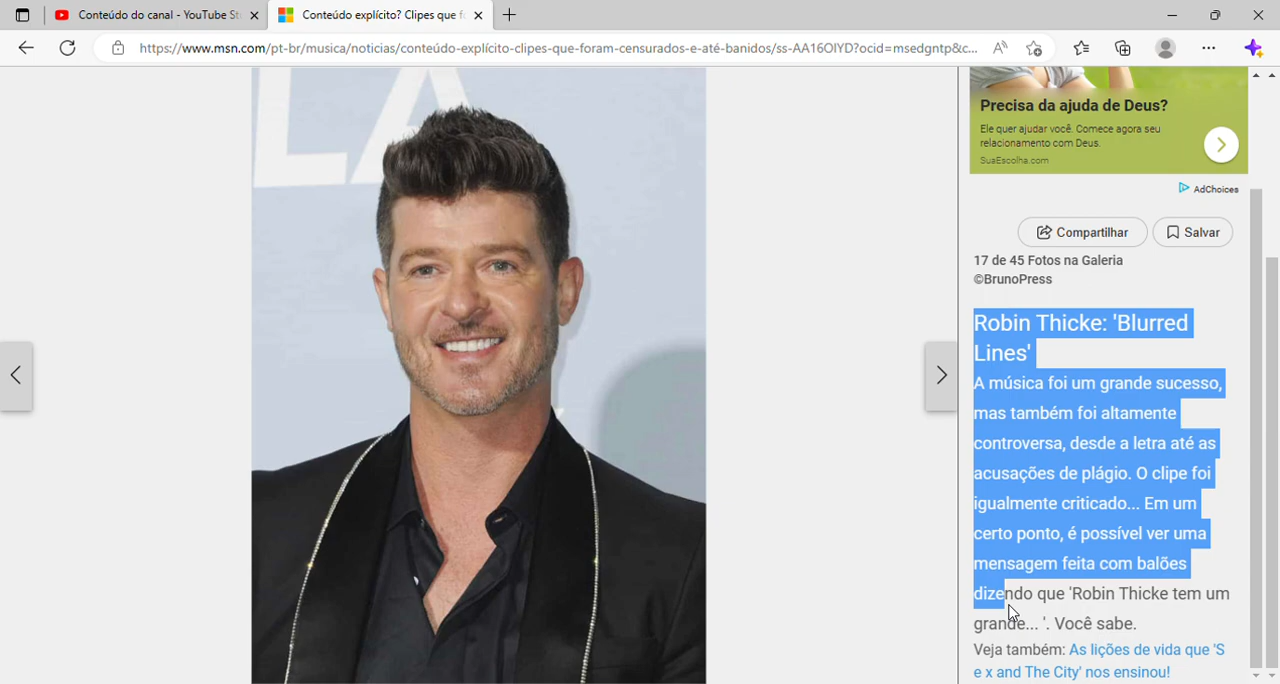 Conteúdo do canal - YouTube St
Conteúdo explícito? Clipes que f
https://www.msn.com/pt-br/musica/noticias/conteúdo-explícito-clipes-que-foram-censurados-e-até-banidos/ss-AA16OIYD?ocid=msedgntp&c...
LA
Precisa da ajuda de Deus?
Ele quer ajudar você. Comece agora seu
relacionamento com Deus.
SuaEscolha.com
AdChoices
Compartilhar
Salvar
17 de 45 Fotos na Galeria
©BrunoPress
Robin Thicke: 'Blurred
Lines'
A música foi um grande sucesso,
mas também foi altamente
controversa, desde a letra até as
acusações de plágio. O clipe foi
igualmente criticado... Em um
certo ponto, é possível ver uma
mensagem feita com balões
dizendo que 'Robin Thicke tem um
grande... '. Você sabe.
Veja também: As lições de vida que 'S
e x and The City' nos ensinou!